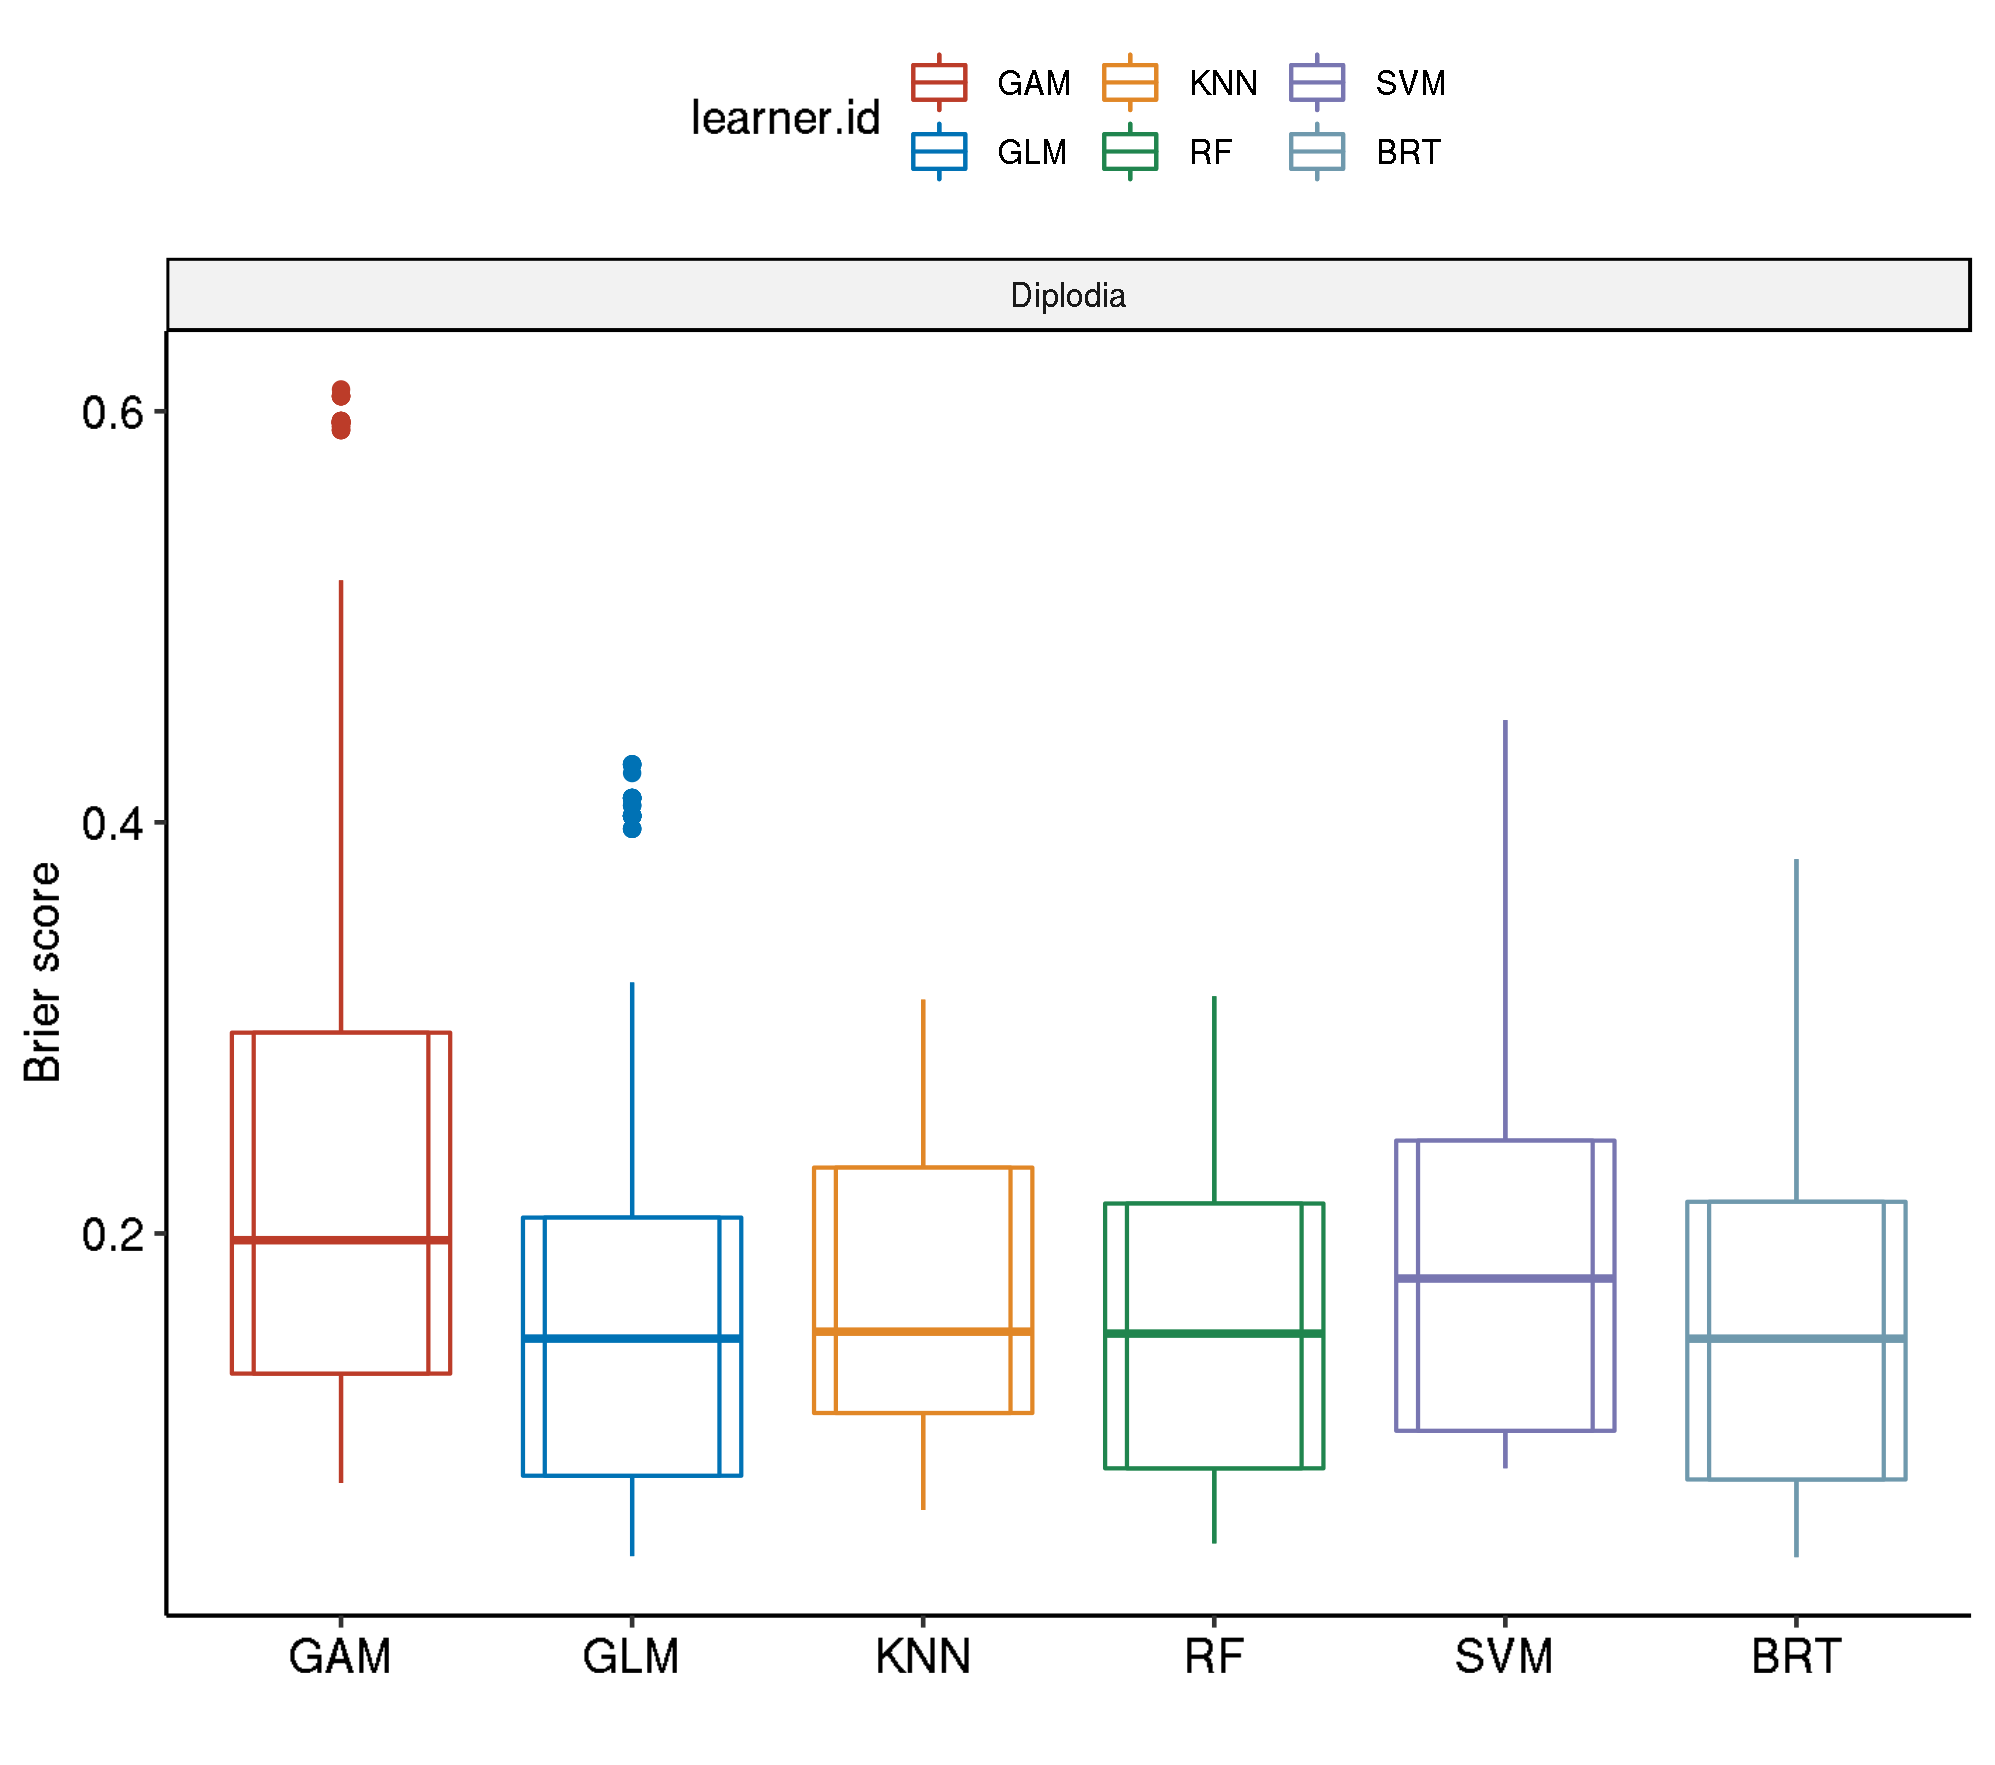 learner.id
GAM KNN SVM
GLM RF BRT
Diplodia
0.6
0.4
0.2
Brier score
GAM GLM KNN RF SVM BRT